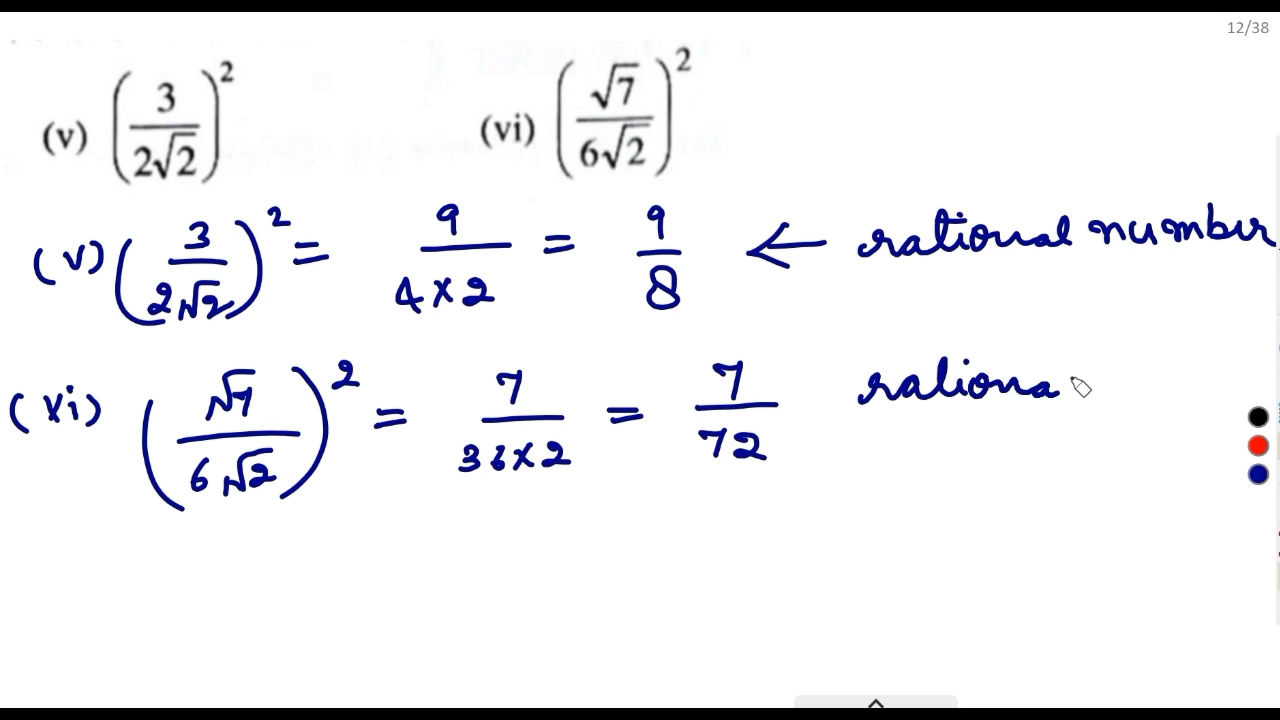 12/38
(v) (3/2√2)² (vi) (√7/6√2)²
(v) (3/2√2)² = 9/4×2 = 9/8 ← rational number
(xi) (√7/6√2)² = 7/36×2 = 7/72 rationa